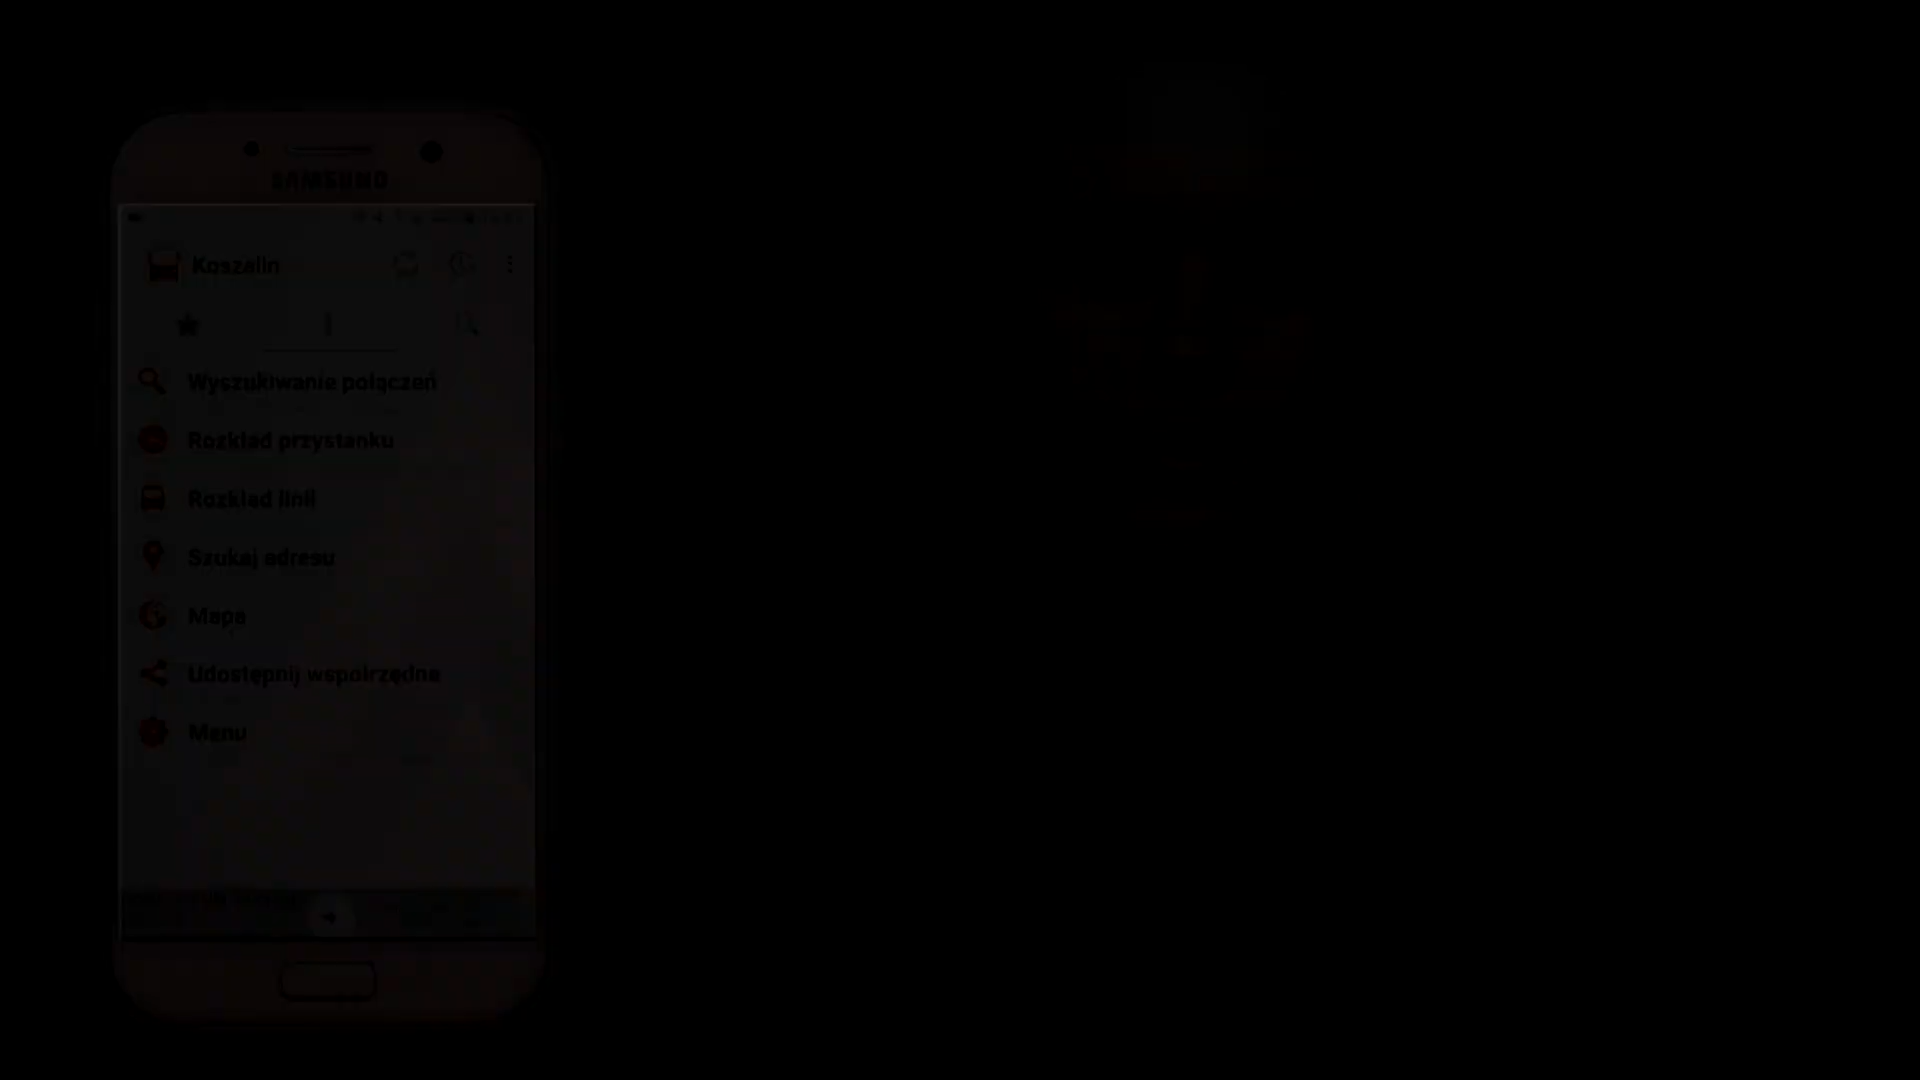 SAMSUNG
Koszalin
Wyszukiwanie połączeń
Rozkład przystanku
Rozkład linii
Szukaj adresu
Mapa
Udostępnij współrzędne
Menu